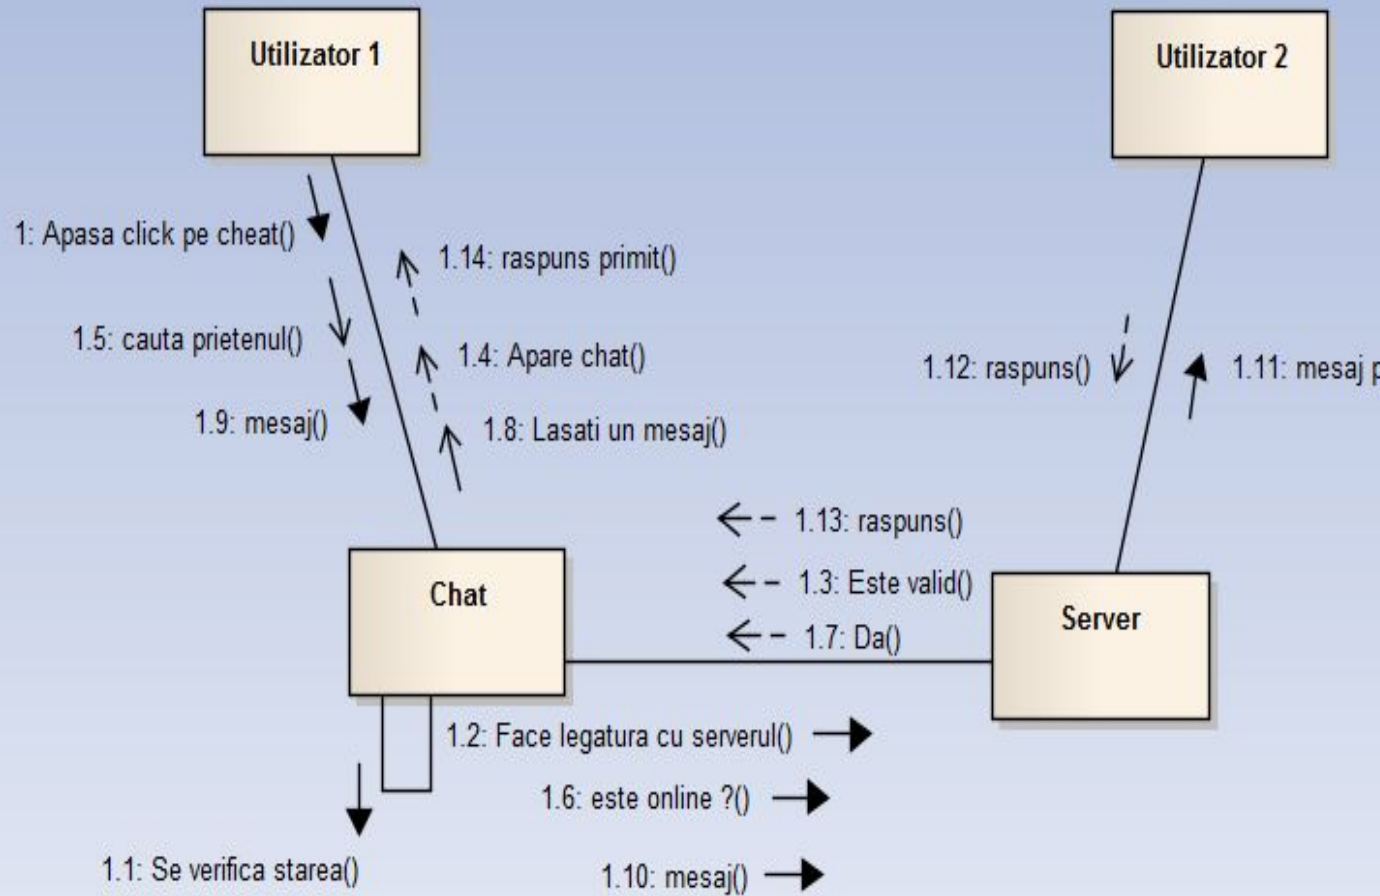 Utilizator 1
Utilizator 2
1: Apasa click pe cheat()
1.14: raspuns primit()
1.5: cauta prietenul()
1.4: Apare chat()
1.12: raspuns()
1.11: mesaj
1.9: mesaj()
1.8: Lasati un mesaj()
1.13: raspuns()
1.3: Este valid()
1.7: Da()
Chat
Server
1.2: Face legatura cu serverul()
1.6: este online ?()
1.1: Se verifica starea()
1.10: mesaj()